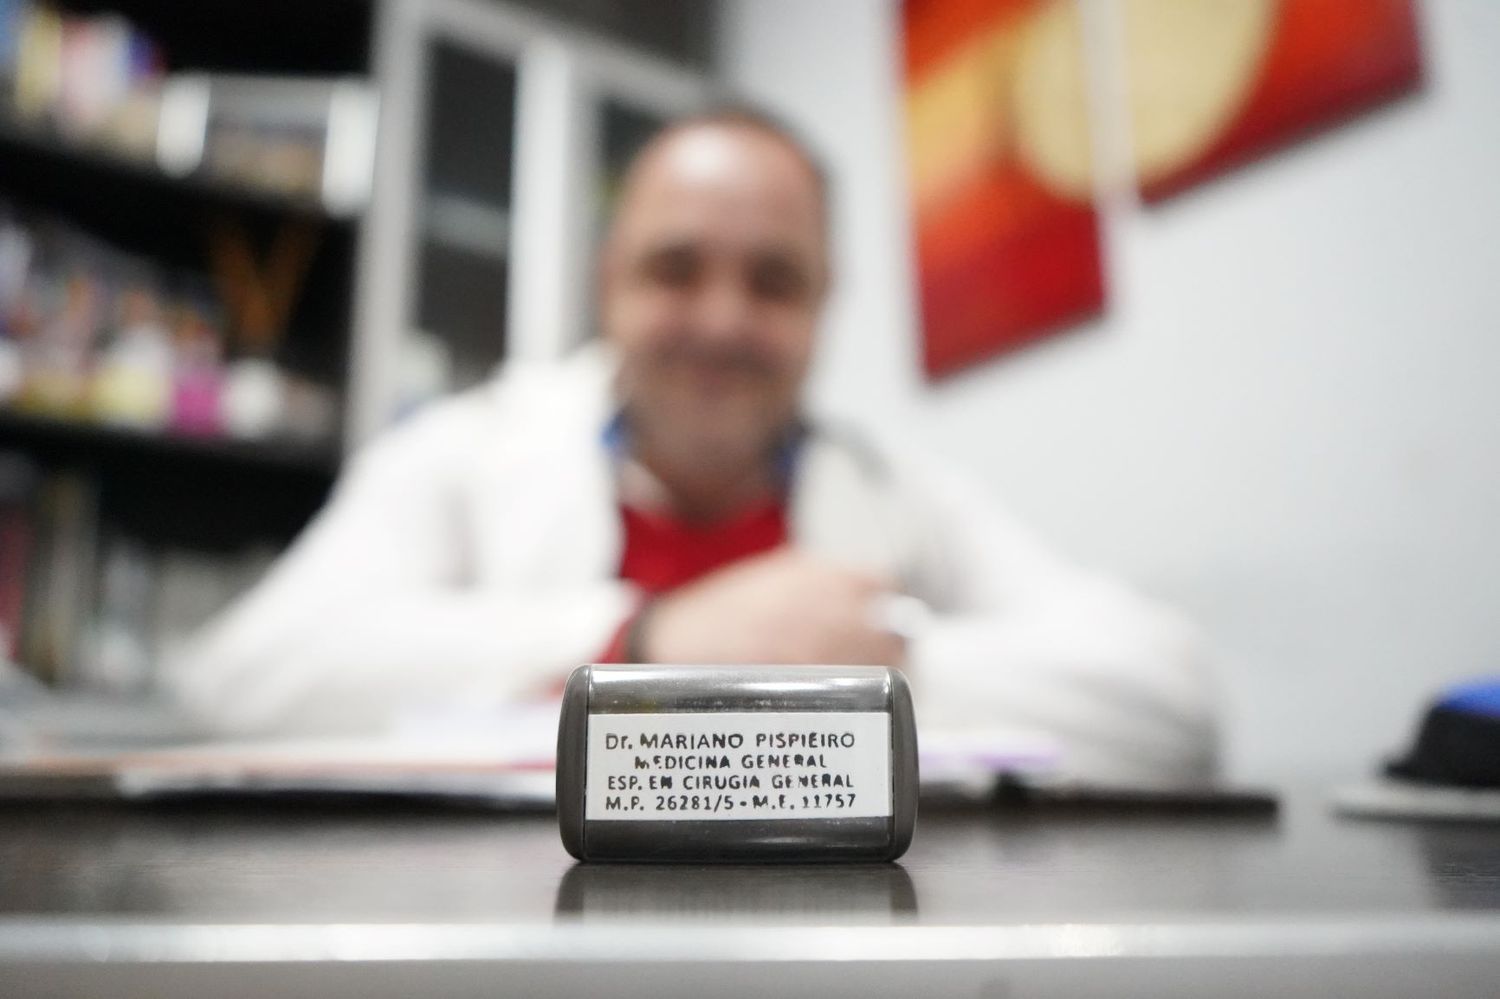 Dr. MARIANO PISPIEIRO
MEDICINA GENERAL
ESP. EN CIRUGIA GENERAL
M.P. 26281/5 - M.E. 11757